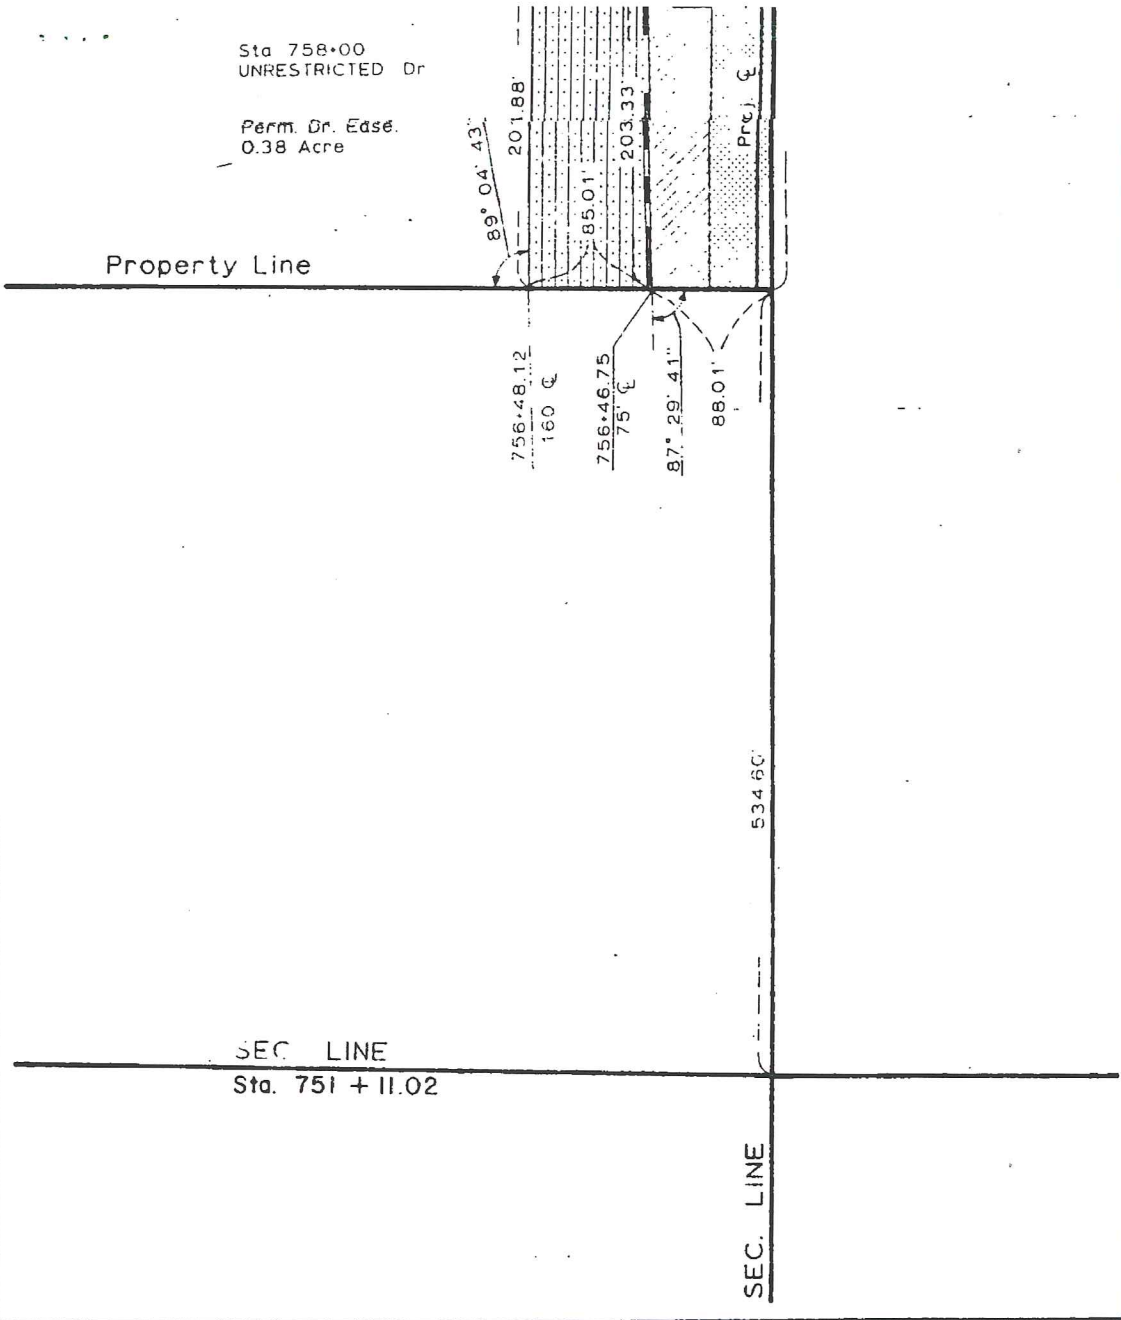 Sta 758+00
UNRESTRICTED Dr
Perm. Dr. Ease.
0.38 Acre
89° 04' 43"
201.88'
85.01'
203.33'
Proj. ℄
Property Line
756+48.12
160 ℄
756+46.75
75' ℄
87° 29' 41"
88.01'
534.60'
SEC LINE
Sta. 751 + 11.02
SEC. LINE